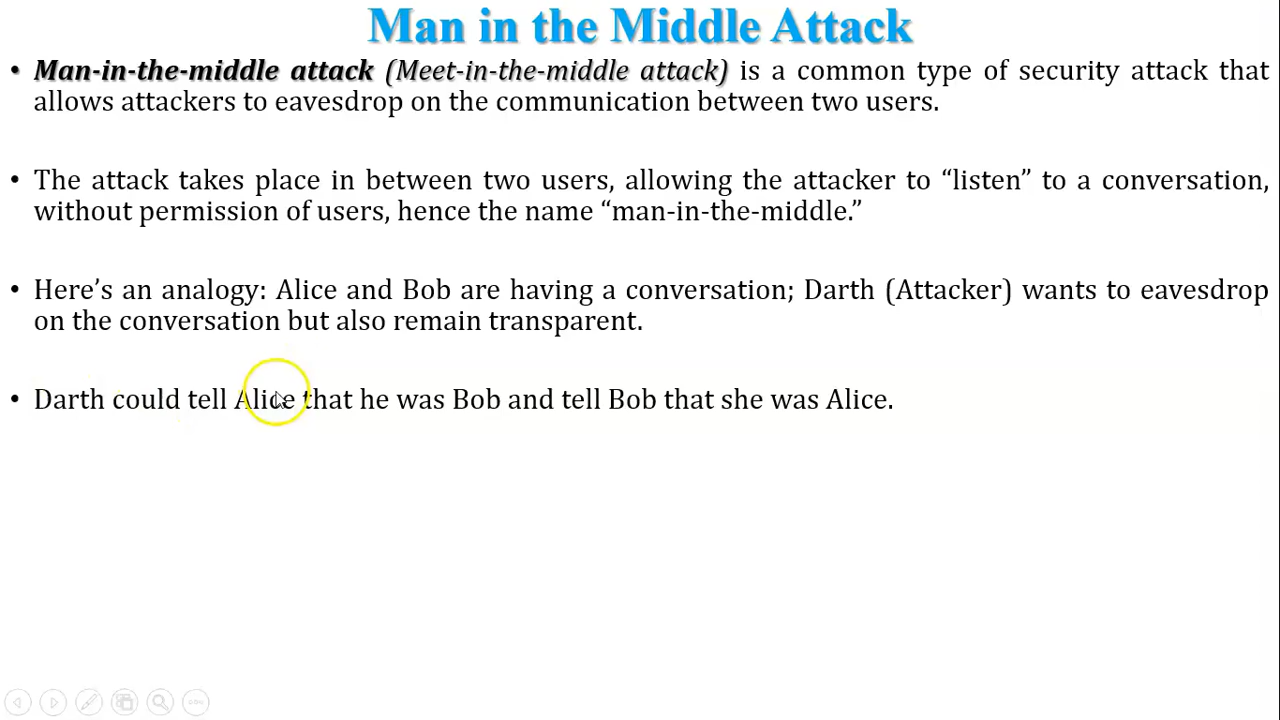 Man in the Middle Attack
• Man-in-the-middle attack (Meet-in-the-middle attack) is a common type of security attack that
allows attackers to eavesdrop on the communication between two users.
• The attack takes place in between two users, allowing the attacker to “listen” to a conversation,
without permission of users, hence the name “man-in-the-middle.”
• Here’s an analogy: Alice and Bob are having a conversation; Darth (Attacker) wants to eavesdrop
on the conversation but also remain transparent.
• Darth could tell Alice that he was Bob and tell Bob that she was Alice.